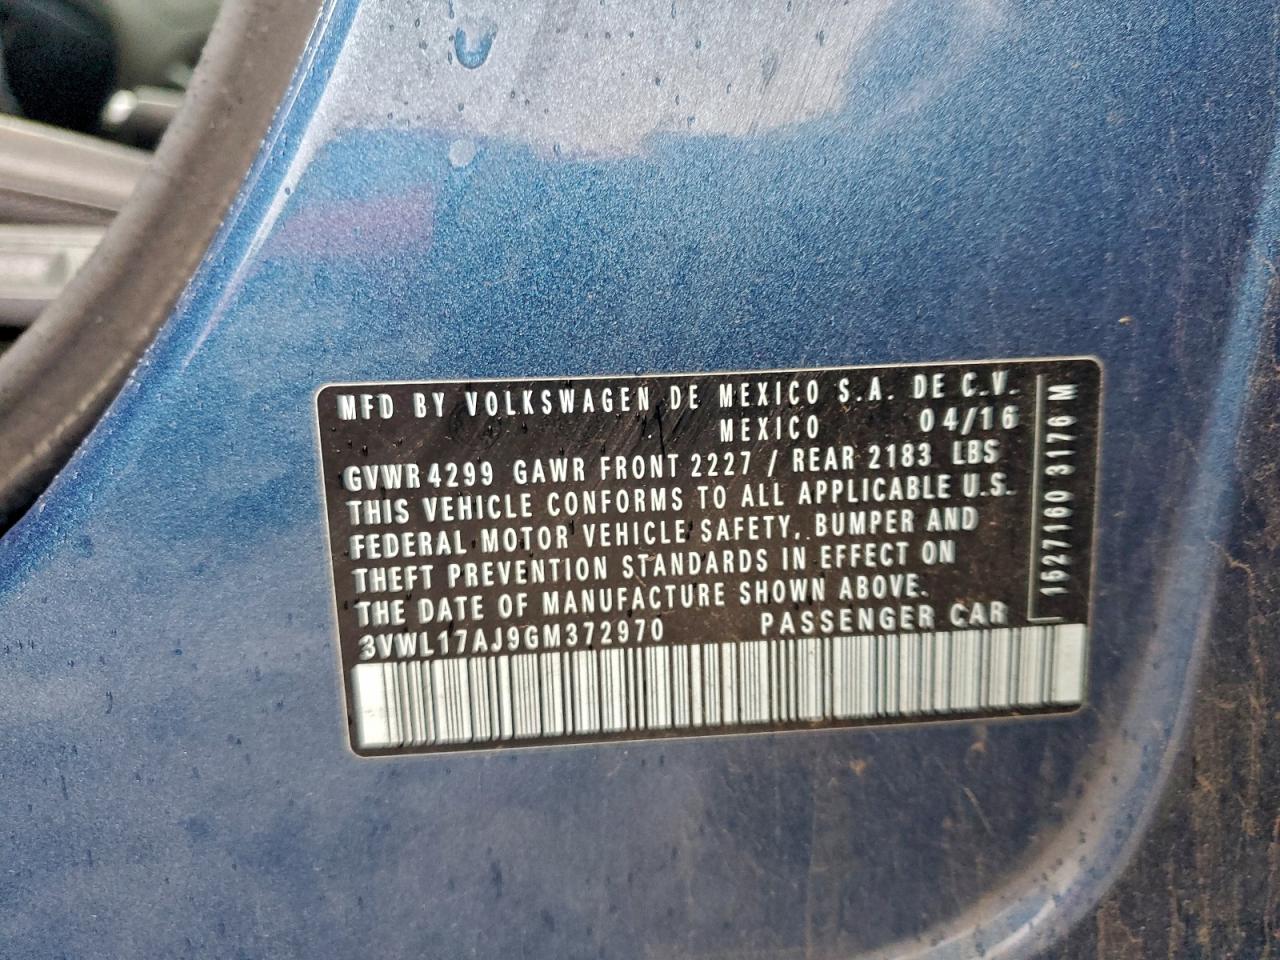 MFD BY VOLKSWAGEN DE MEXICO S.A. DE C.V.
MEXICO 04/16
GVWR 4299 GAWR FRONT 2227 / REAR 2183 LBS
THIS VEHICLE CONFORMS TO ALL APPLICABLE U.S.
FEDERAL MOTOR VEHICLE SAFETY, BUMPER AND
THEFT PREVENTION STANDARDS IN EFFECT ON
THE DATE OF MANUFACTURE SHOWN ABOVE.
3VWL17AJ9GM372970 PASSENGER CAR
1627160 3176 M